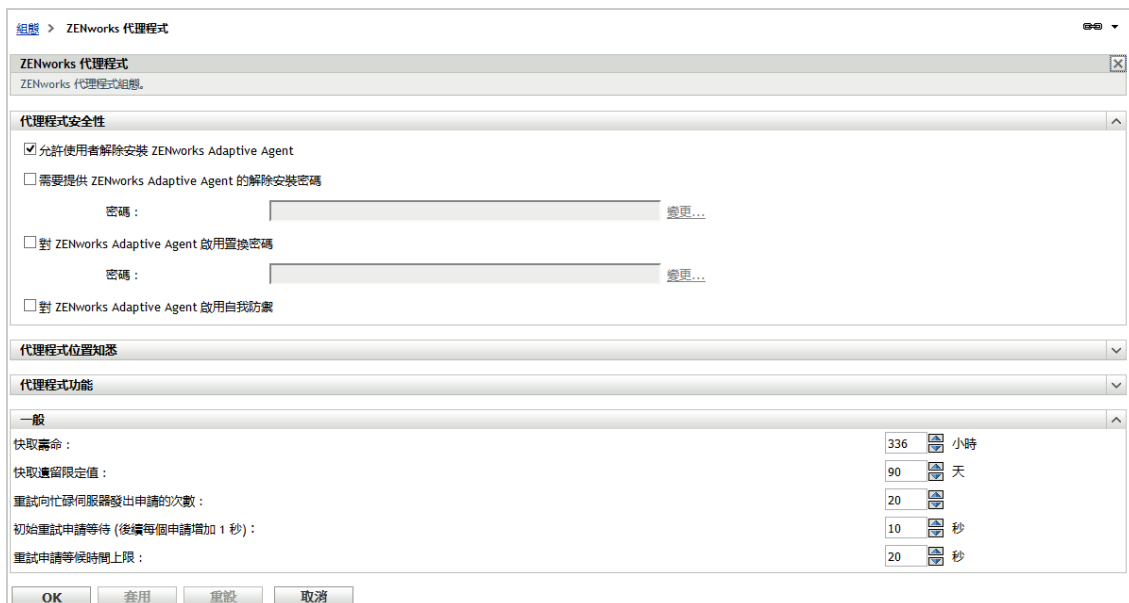 組態 > ZENworks 代理程式
ZENworks 代理程式
ZENworks 代理程式組態。
代理程式安全性
允許使用者解除安裝 ZENworks Adaptive Agent
需要提供 ZENworks Adaptive Agent 的解除安裝密碼
密碼： 變更...
對 ZENworks Adaptive Agent 啟用置換密碼
密碼： 變更...
對 ZENworks Adaptive Agent 啟用自我防禦
代理程式位置知悉
代理程式功能
一般
快取壽命： 336 小時
快取遺留限定值： 90 天
重試向忙碌伺服器發出申請的次數： 20
初始重試申請等待 (後續每個申請增加 1 秒)： 10 秒
重試申請等候時間上限： 20 秒
OK 套用 重設 取消